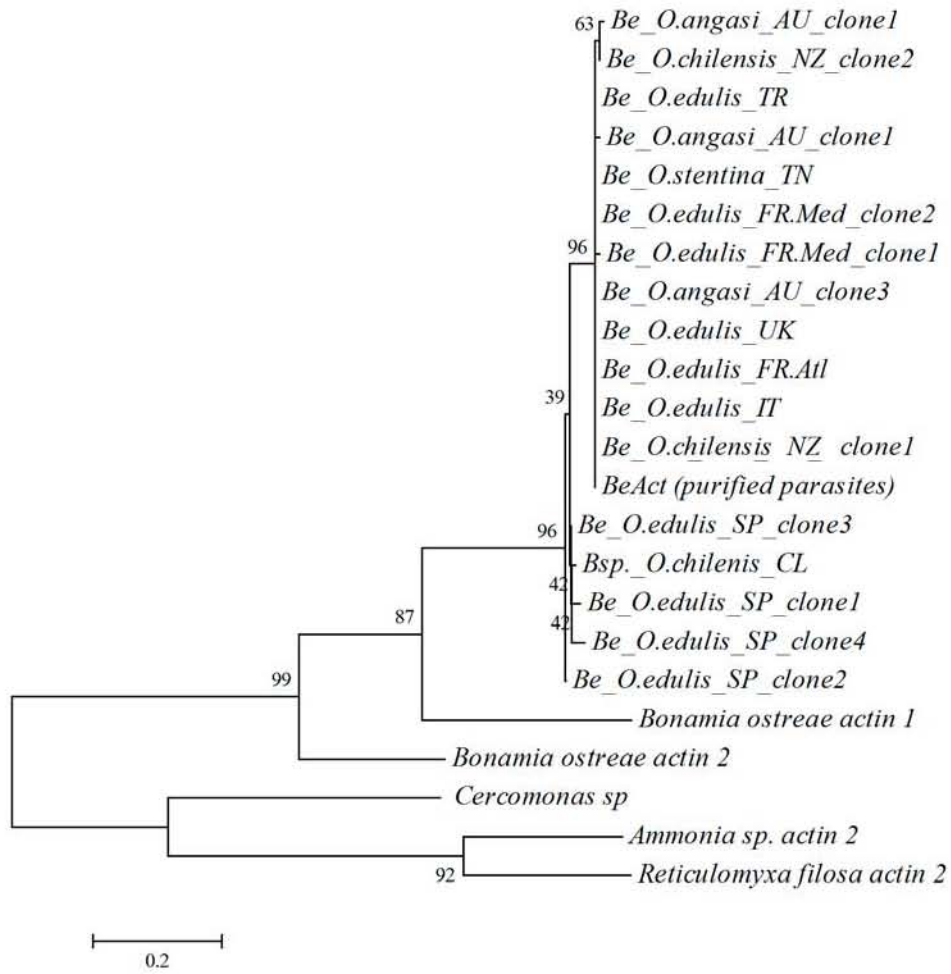 63
Be_O.angasi_AU_clone1
Be_O.chilensis_NZ_clone2
Be_O.edulis_TR
Be_O.angasi_AU_clone1
Be_O.stentina_TN
Be_O.edulis_FR.Med_clone2
96
Be_O.edulis_FR.Med_clone1
Be_O.angasi_AU_clone3
Be_O.edulis_UK
Be_O.edulis_FR.Atl
39
Be_O.edulis_IT
Be_O.chilensis_NZ_clone1
BeAct (purified parasites)
96
Be_O.edulis_SP_clone3
Bsp._O.chilenis_CL
42
Be_O.edulis_SP_clone1
87
42
Be_O.edulis_SP_clone4
99
Be_O.edulis_SP_clone2
Bonamia ostreae actin 1
Bonamia ostreae actin 2
Cercomonas sp
Ammonia sp. actin 2
92
Reticulomyxa filosa actin 2
0.2